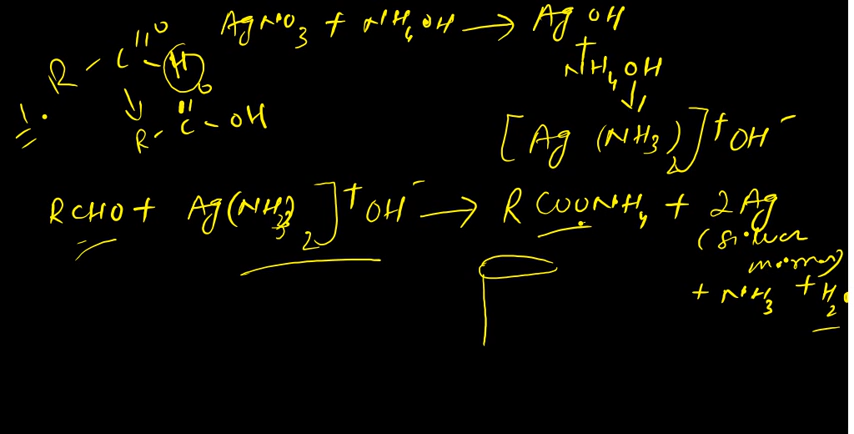 AgNO3 + NH4OH → AgOH
R - C =O - H
+
NH4OH
↓
1. R - C =O - OH
[Ag (NH3)2]+ OH-
RCHO + Ag(NH3)2]+ OH- → RCOONH4 + 2Ag
(silver
mirror)
+ NH3 + H2O